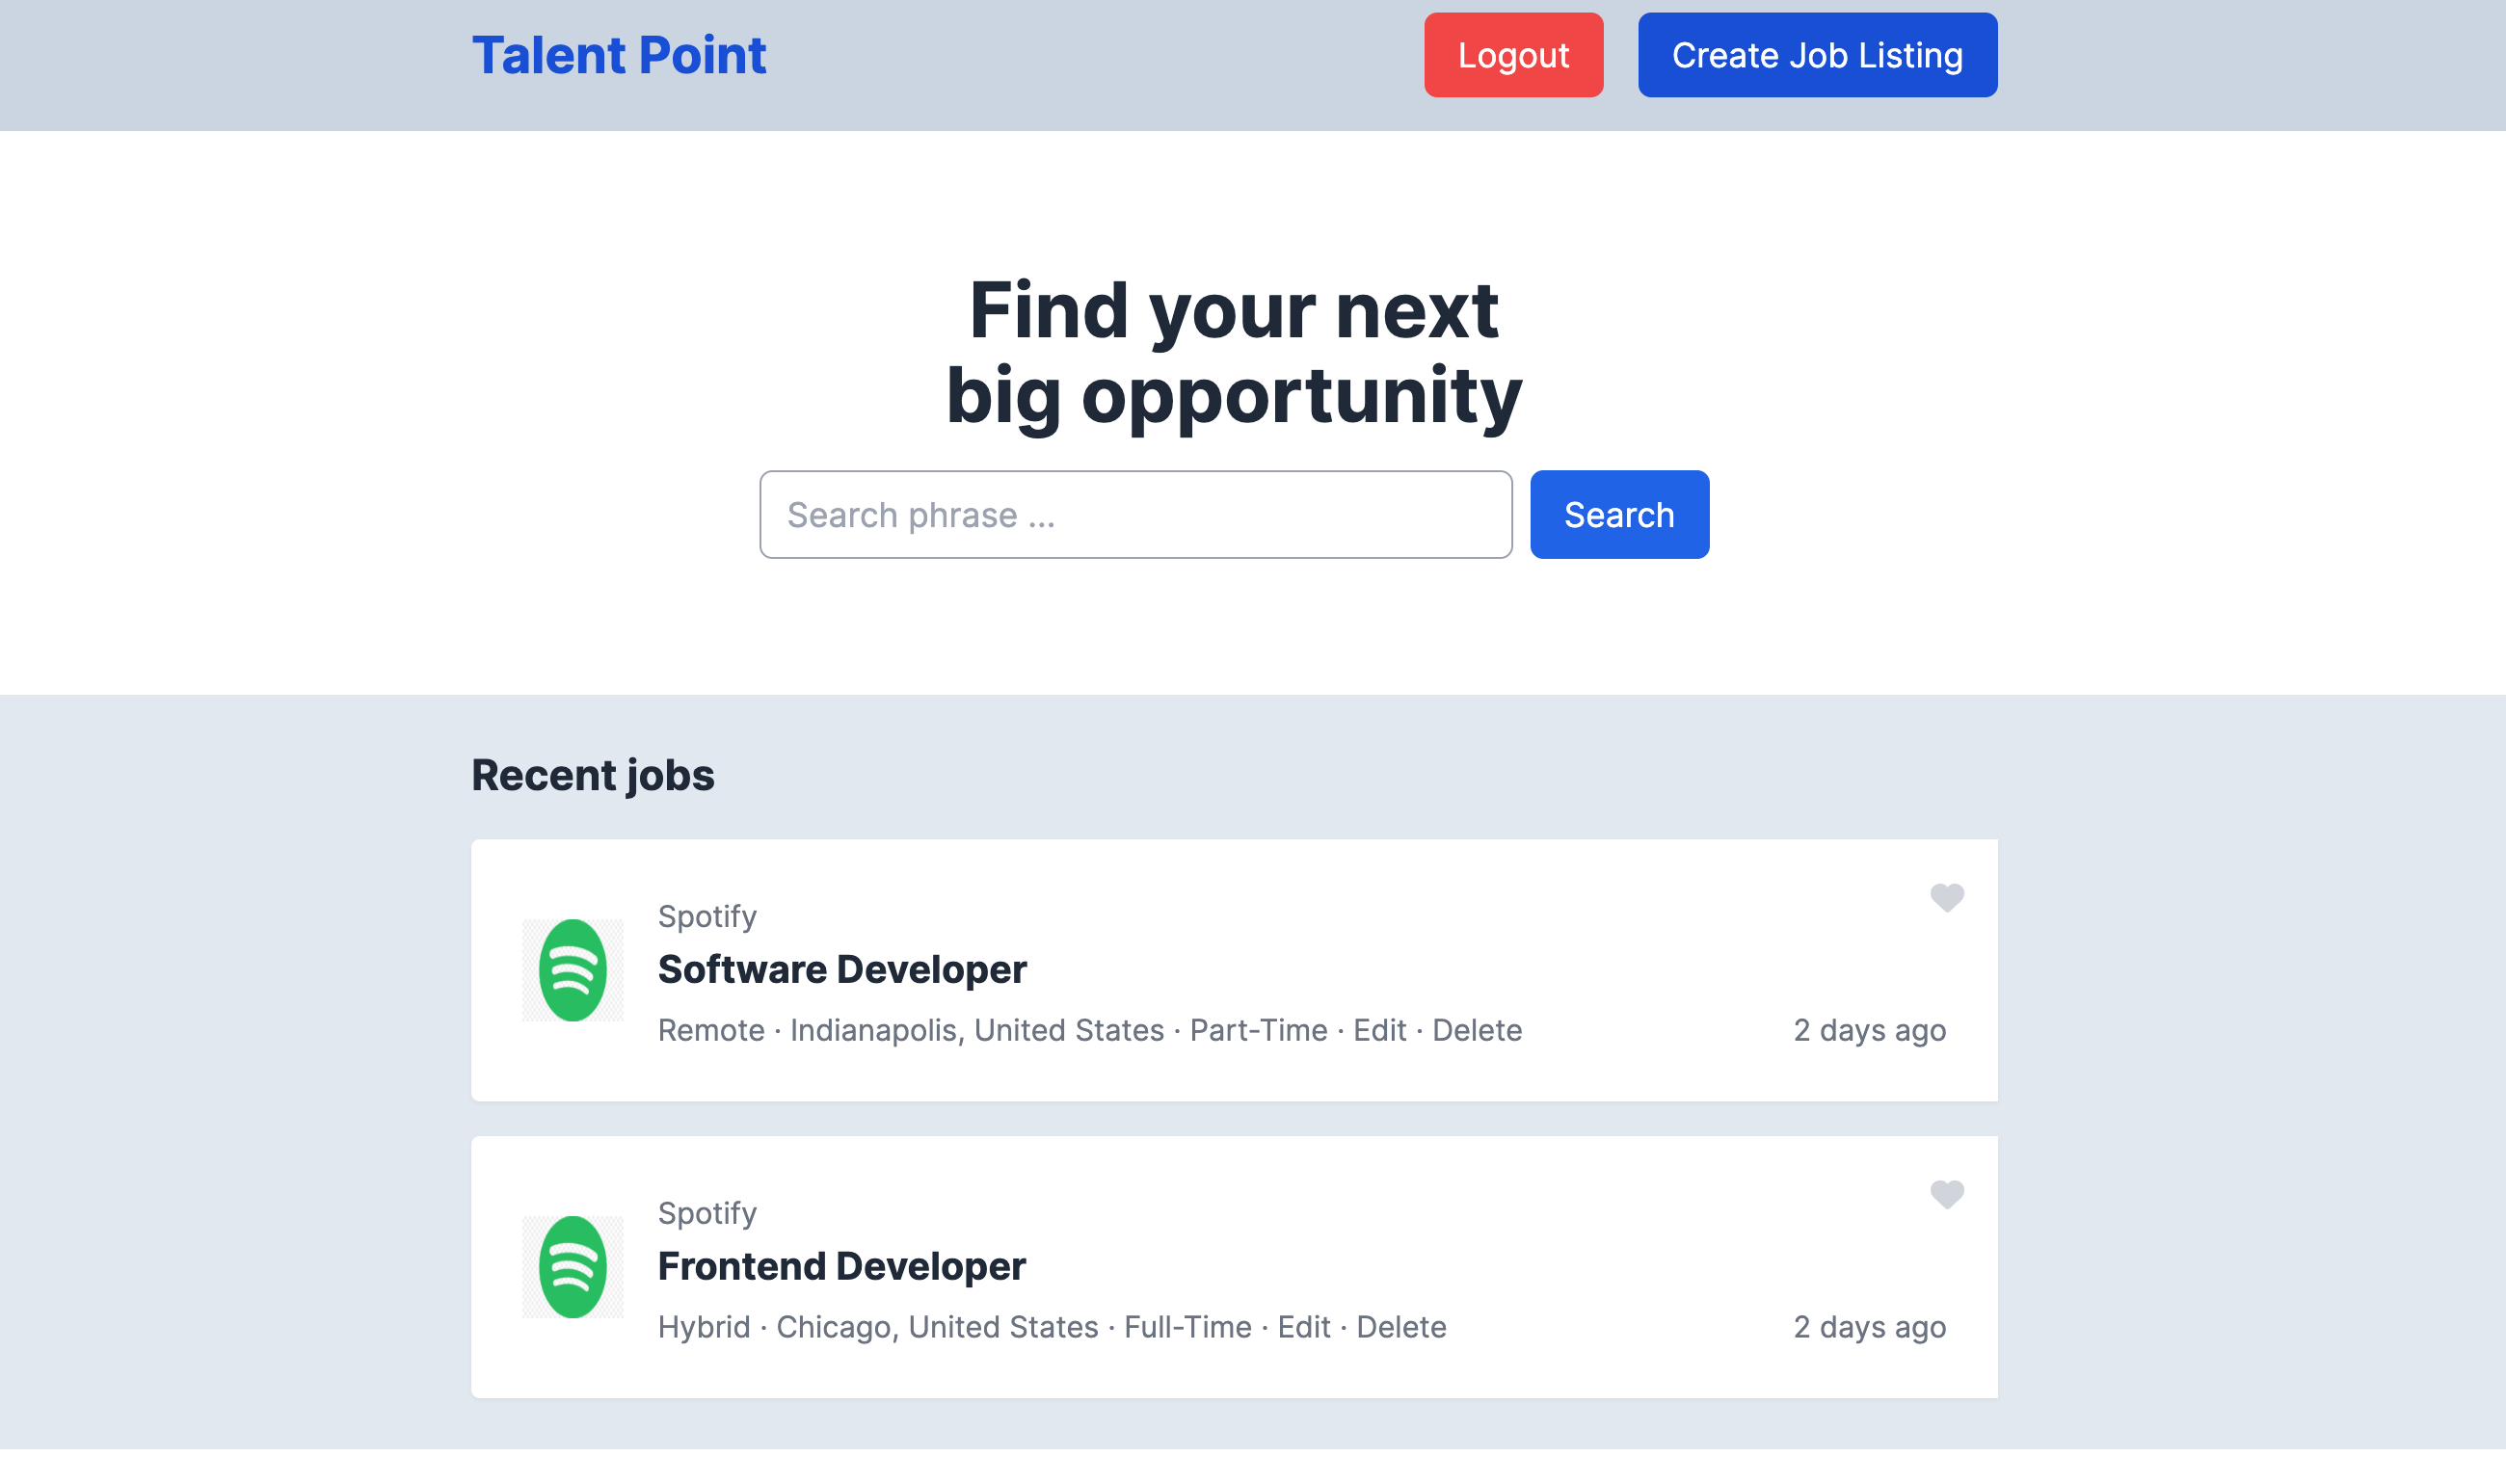 Talent Point
Logout
Create Job Listing
Find your next
big opportunity
Search phrase ...
Search
Recent jobs
Spotify
Software Developer
Remote · Indianapolis, United States · Part-Time · Edit · Delete
2 days ago
Spotify
Frontend Developer
Hybrid · Chicago, United States · Full-Time · Edit · Delete
2 days ago